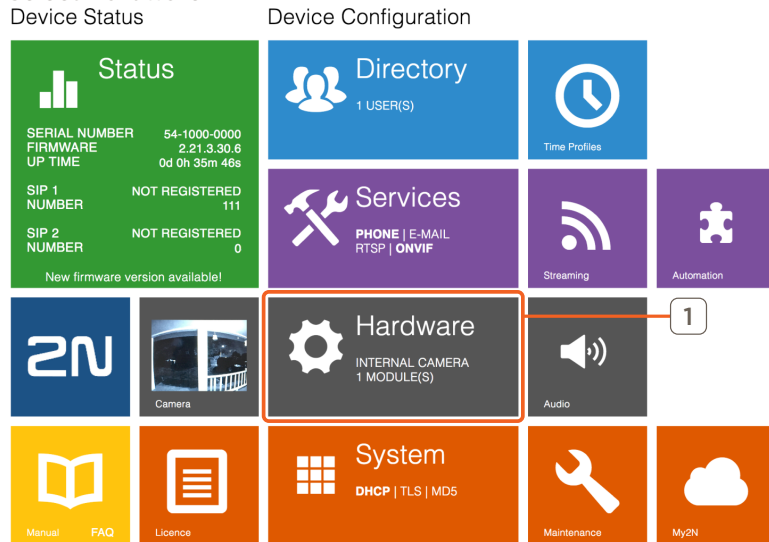 Device Status
Device Configuration
Status
SERIAL NUMBER 54-1000-0000
FIRMWARE 2.21.3.30.6
UP TIME 0d 0h 35m 46s
SIP 1 NOT REGISTERED
NUMBER 111
SIP 2 NOT REGISTERED
NUMBER 0
New firmware version available!
Directory
1 USER(S)
Time Profiles
Services
PHONE | E-MAIL
RTSP | ONVIF
Streaming
Automation
2N
Camera
Hardware
INTERNAL CAMERA
1 MODULE(S)
1
Audio
Manual FAQ
Licence
System
DHCP | TLS | MD5
Maintenance
My2N